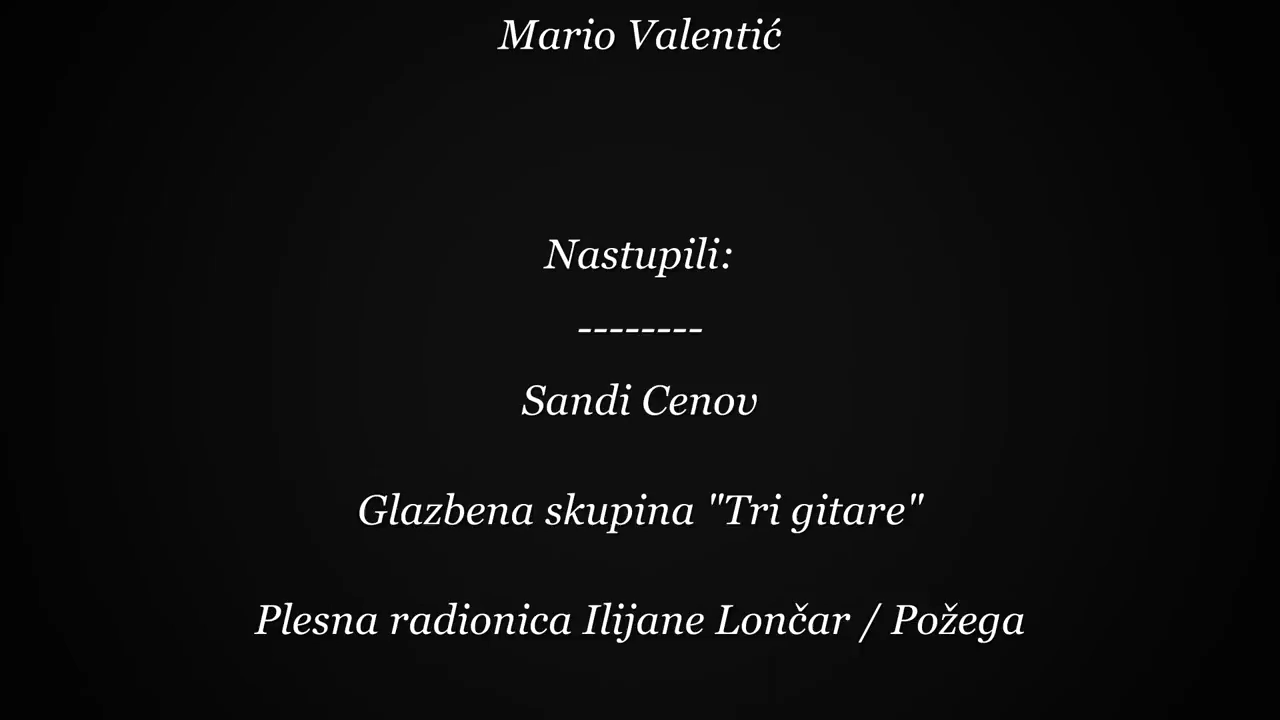 Mario Valentić
Nastupili:
--------
Sandi Cenov
Glazbena skupina "Tri gitare"
Plesna radionica Ilijane Lončar / Požega